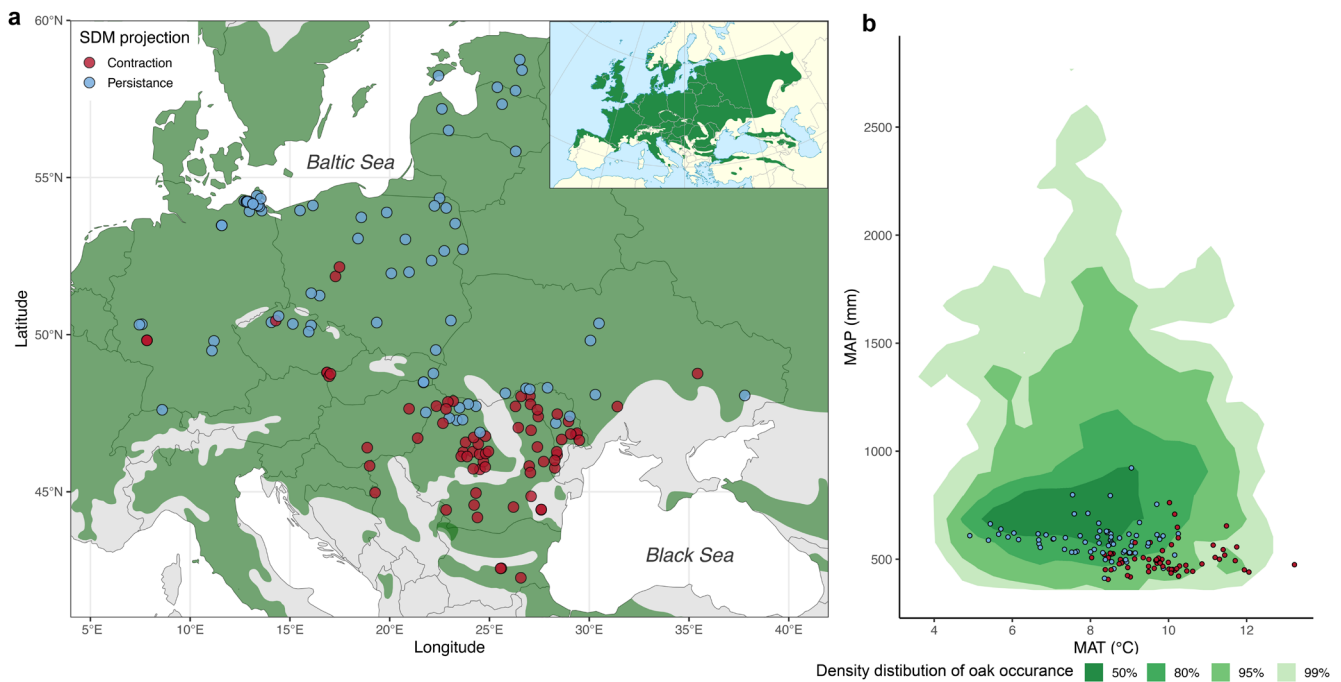 a
SDM projection
Contraction
Persistance
Baltic Sea
Black Sea
60°N
55°N
50°N
45°N
Latitude
5°E 10°E 15°E 20°E 25°E 30°E 35°E 40°E
Longitude
b
MAP (mm)
2500
2000
1500
1000
500
4 6 8 10 12
MAT (°C)
Density distibution of oak occurance 50% 80% 95% 99%